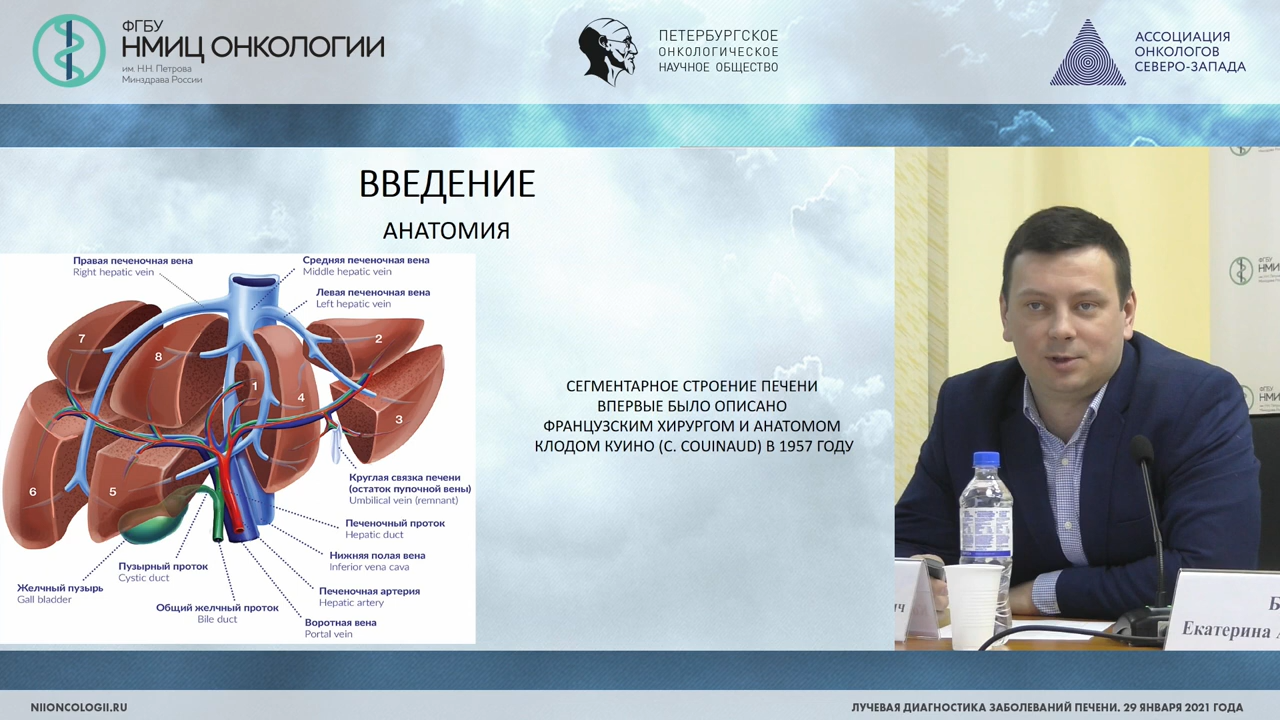 ФГБУ
НМИЦ ОНКОЛОГИИ
им. Н.Н. Петрова
Минздрава России
ПЕТЕРБУРГСКОЕ
ОНКОЛОГИЧЕСКОЕ
НАУЧНОЕ ОБЩЕСТВО
АССОЦИАЦИЯ
ОНКОЛОГОВ
СЕВЕРО-ЗАПАДА
ВВЕДЕНИЕ
АНАТОМИЯ
Правая печеночная вена
Right hepatic vein
Средняя печеночная вена
Middle hepatic vein
Левая печеночная вена
Left hepatic vein
7
8
2
1
4
3
6
5
Круглая связка печени
(остаток пупочной вены)
Umbilical vein (remnant)
Печеночный проток
Hepatic duct
Нижняя полая вена
Inferior vena cava
Пузырный проток
Cystic duct
Желчный пузырь
Gall bladder
Печеночная артерия
Hepatic artery
Общий желчный проток
Bile duct
Воротная вена
Portal vein
СЕГМЕНТАРНОЕ СТРОЕНИЕ ПЕЧЕНИ
ВПЕРВЫЕ БЫЛО ОПИСАНО
ФРАНЦУЗСКИМ ХИРУРГОМ И АНАТОМОМ
КЛОДОМ КУИНО (C. COUINAUD) В 1957 ГОДУ
Екатерина
NIIONCOLOGII.RU
ЛУЧЕВАЯ ДИАГНОСТИКА ЗАБОЛЕВАНИЙ ПЕЧЕНИ. 29 ЯНВАРЯ 2021 ГОДА